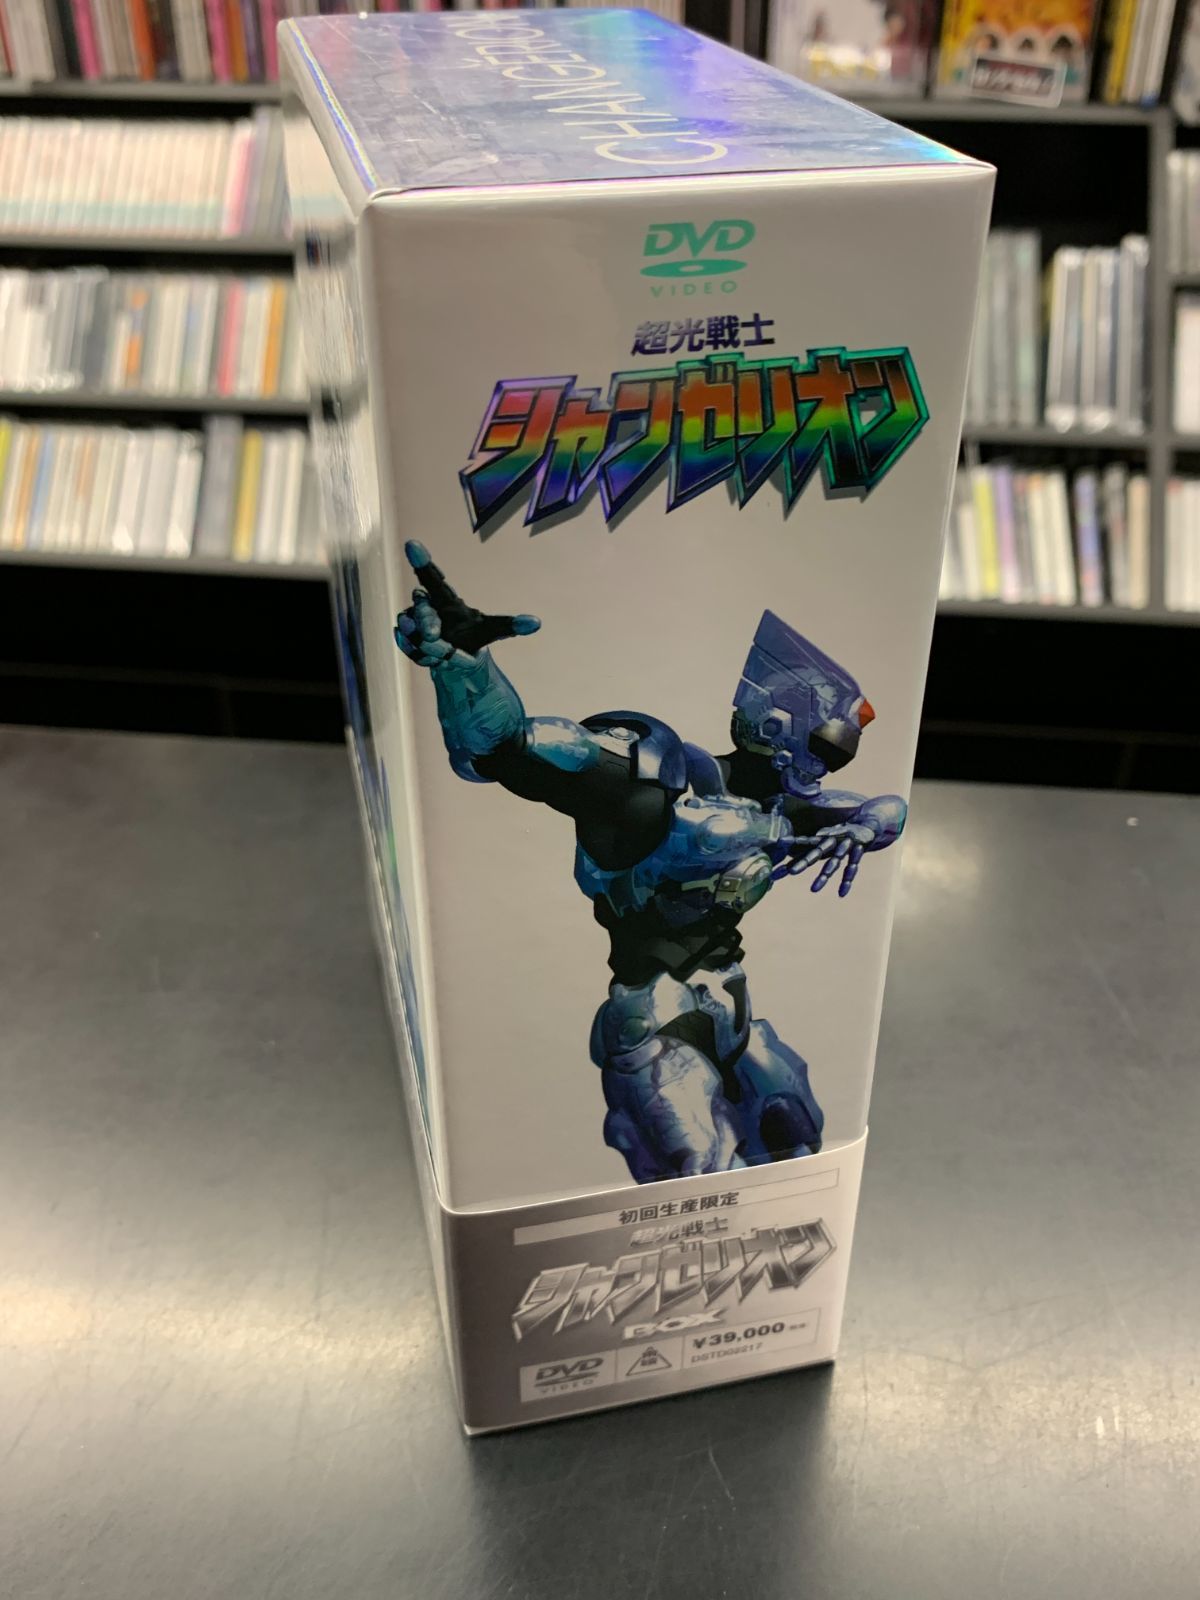 CHANGERION
DVD
VIDEO
超光戦士
シャンゼリオン
初回生産限定
超光戦士
シャンゼリオン
BOX
DVD
VIDEO
¥39,000
DSTD02217